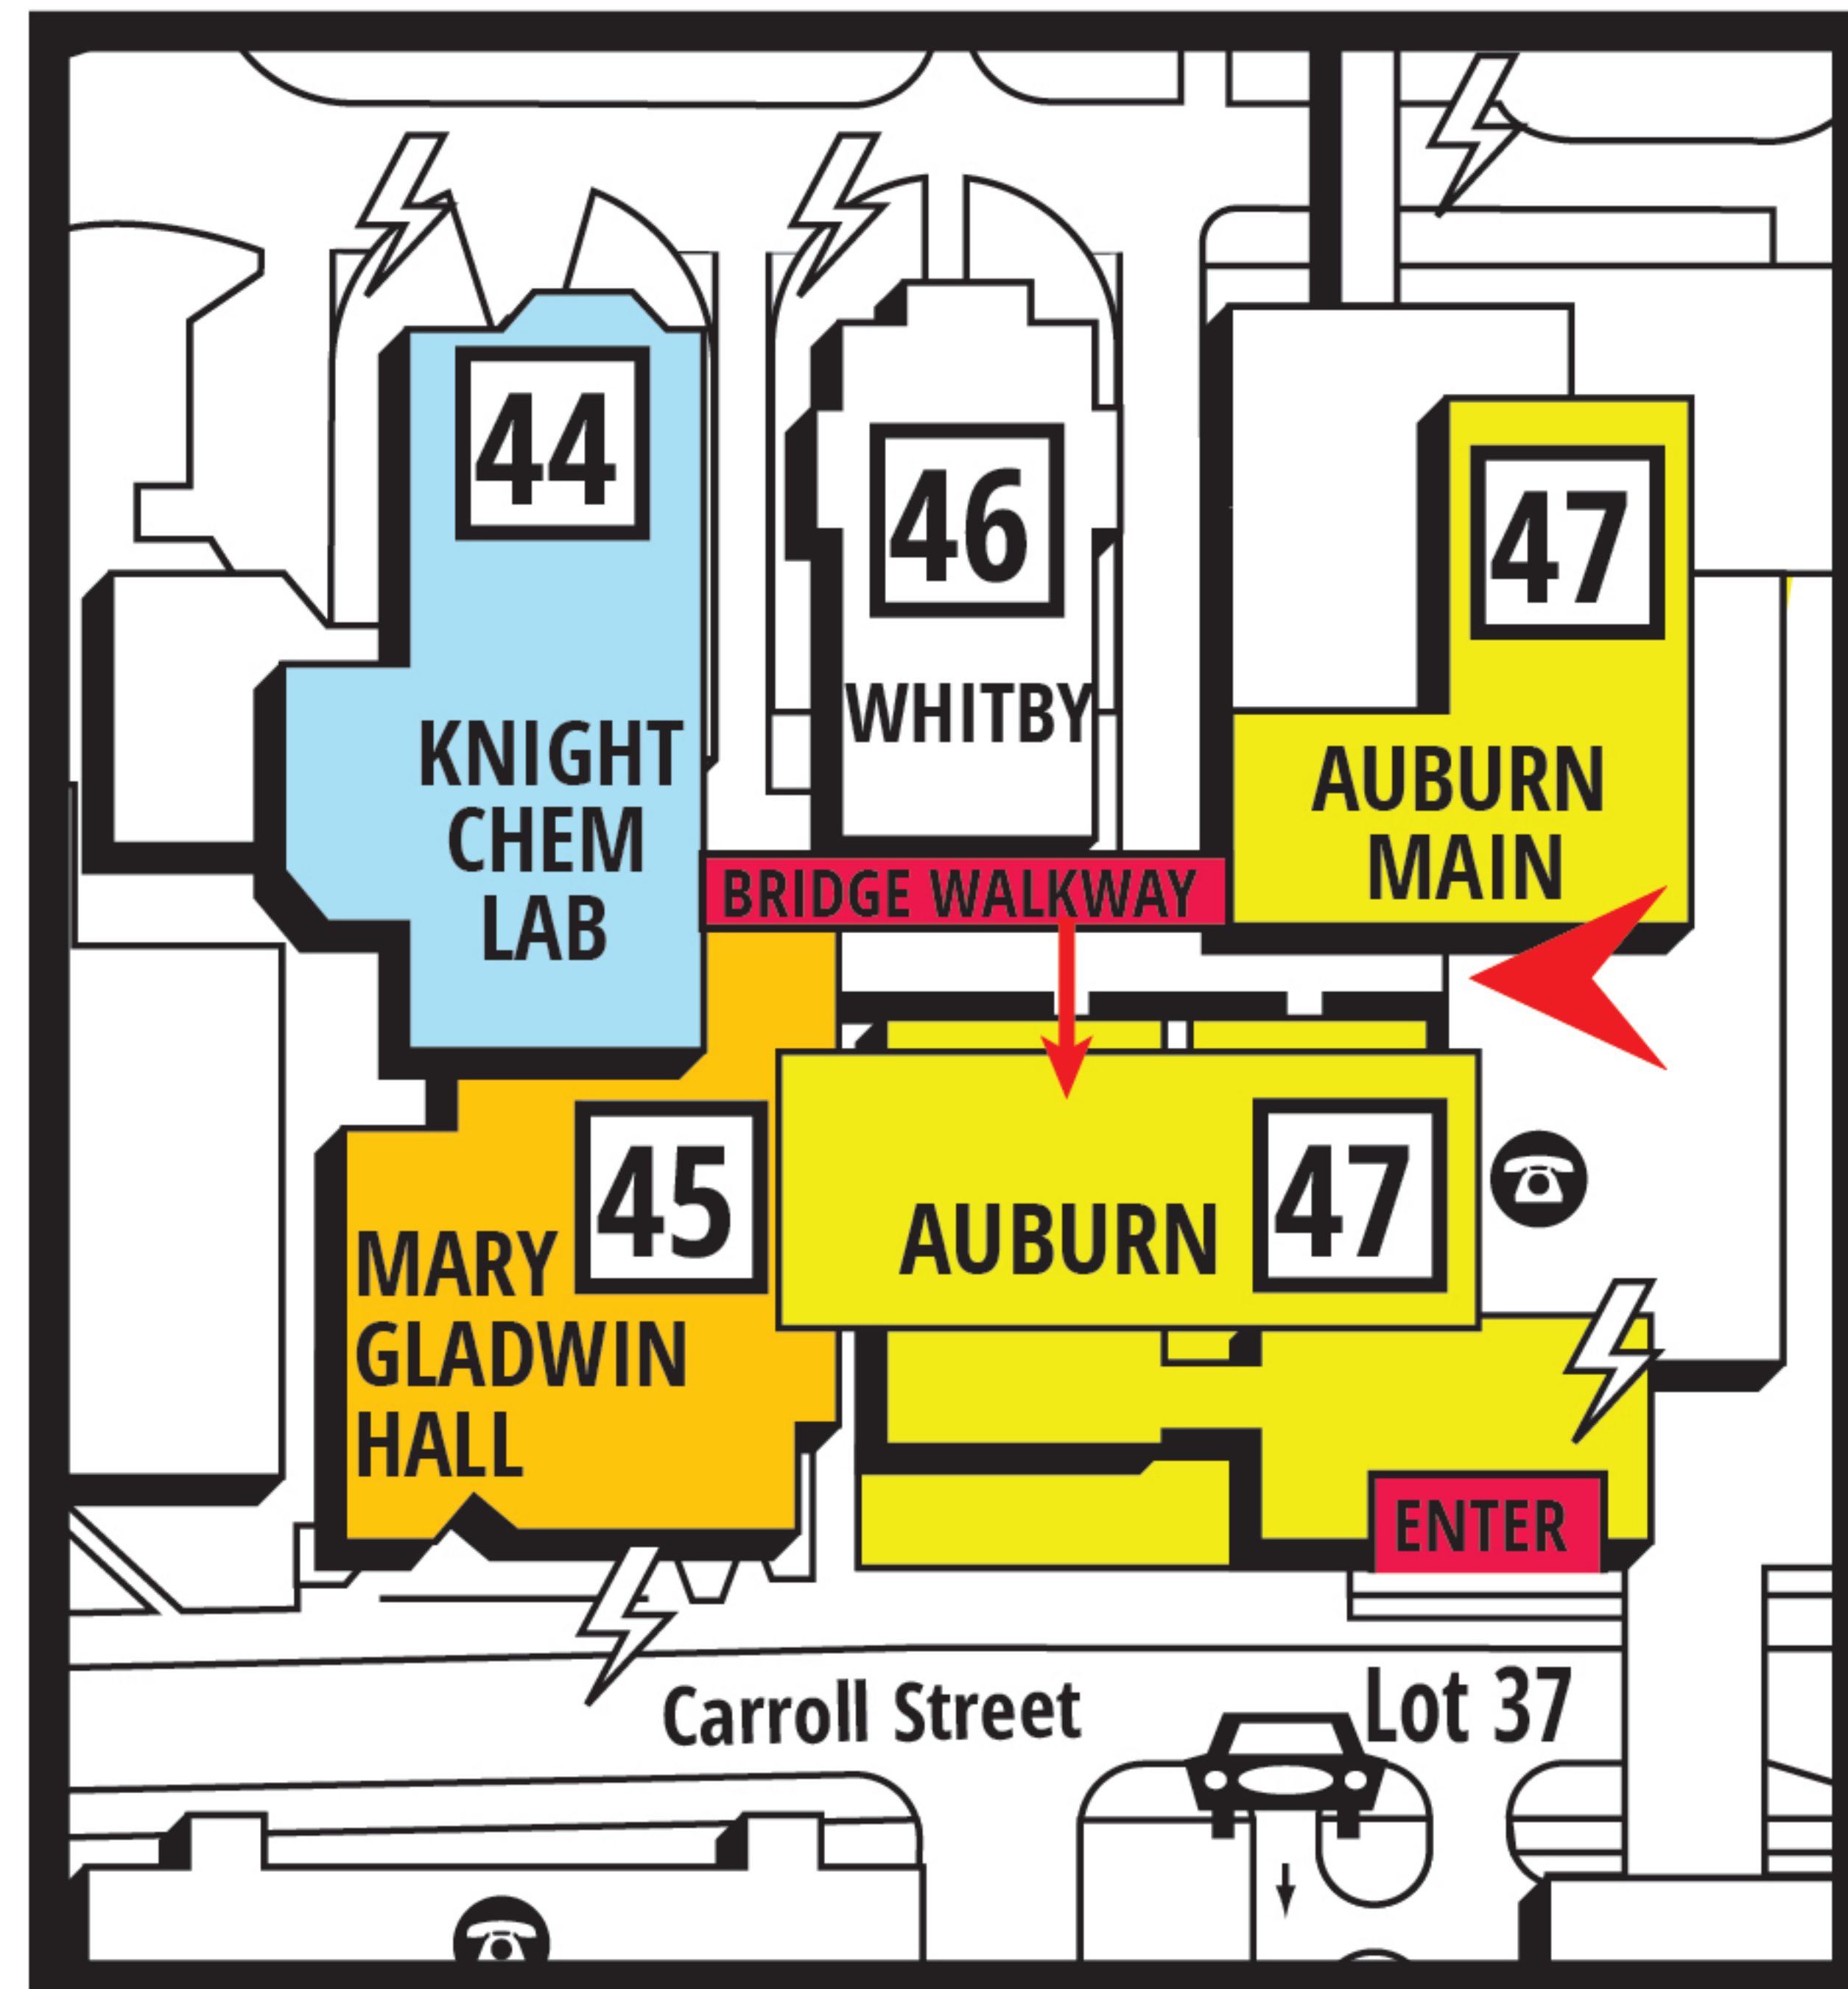 44
46
47
KNIGHT
CHEM
LAB
WHITBY
AUBURN
MAIN
BRIDGE WALKWAY
45
MARY
GLADWIN
HALL
AUBURN
47
ENTER
Carroll Street
Lot 37